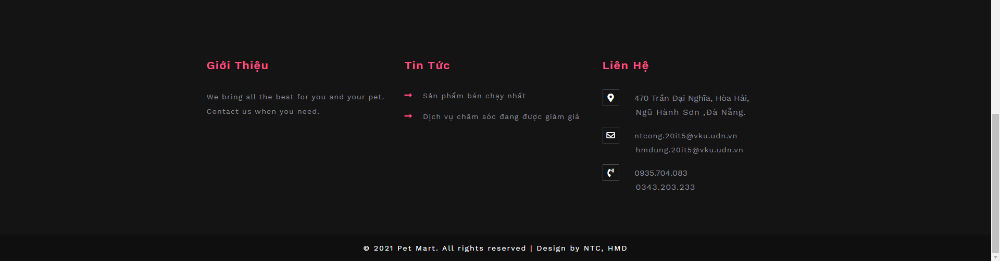 Giới Thiệu
We bring all the best for you and your pet.
Contact us when you need.
Tin Tức
Sản phẩm bán chạy nhất
Dịch vụ chăm sóc đang được giảm giá
Liên Hệ
470 Trần Đại Nghĩa, Hòa Hải,
Ngũ Hành Sơn ,Đà Nẵng.
ntcong.20it5@vku.udn.vn
hmdung.20it5@vku.udn.vn
0935.704.083
0343.203.233
© 2021 Pet Mart. All rights reserved | Design by NTC, HMD